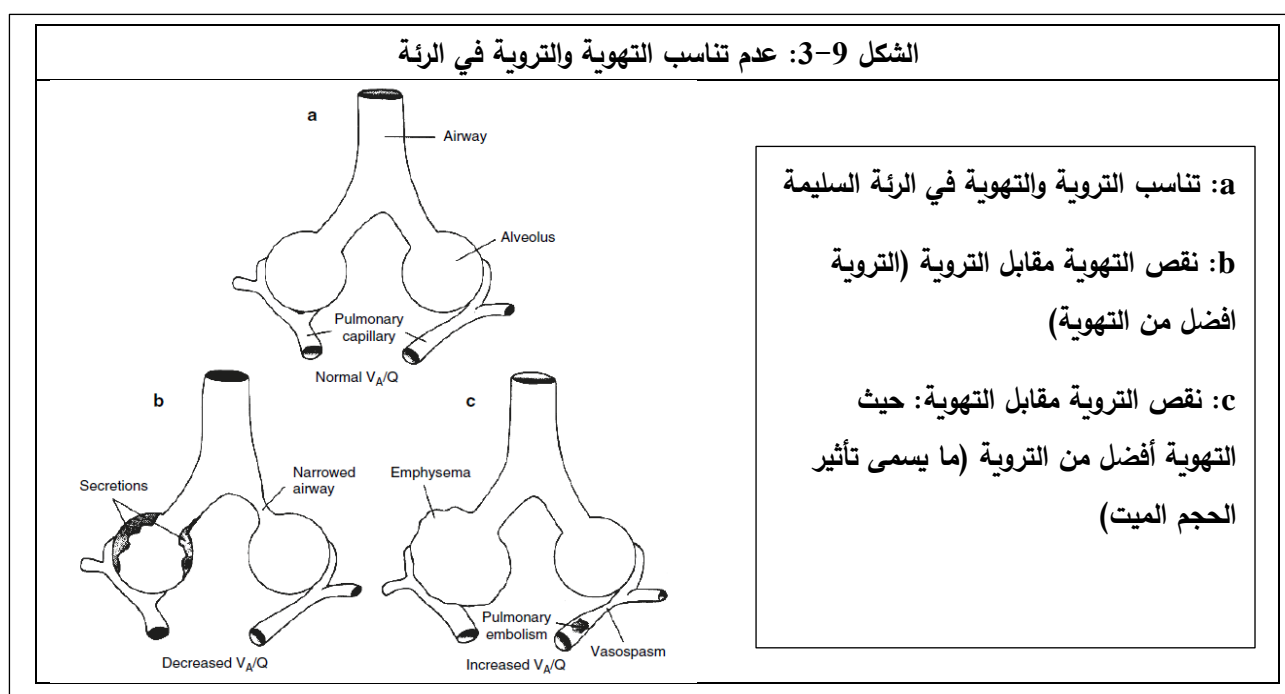 الشكل 9-3: عدم تناسب التهوية والتروية في الرئة
a
Airway
Alveolus
Pulmonary
capillary
Normal VA/Q
b
Secretions
Narrowed
airway
Decreased VA/Q
c
Emphysema
Pulmonary
embolism
Vasospasm
Increased VA/Q
a: تناسب التروية والتهوية في الرئة السليمة
b: نقص التهوية مقابل التروية (التروية
افضل من التهوية)
c: نقص التروية مقابل التهوية: حيث
التهوية أفضل من التروية (ما يسمى تأثير
الحجم الميت)